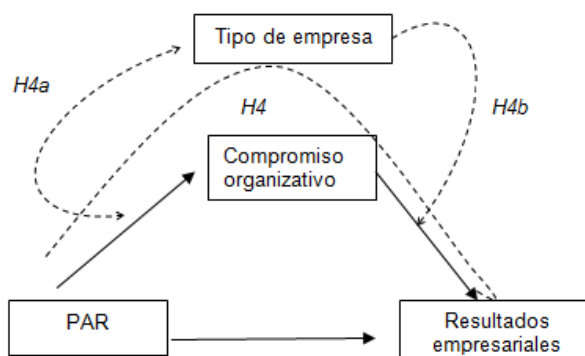 Tipo de empresa
H4a
H4
H4b
Compromiso
organizativo
PAR
Resultados
empresariales